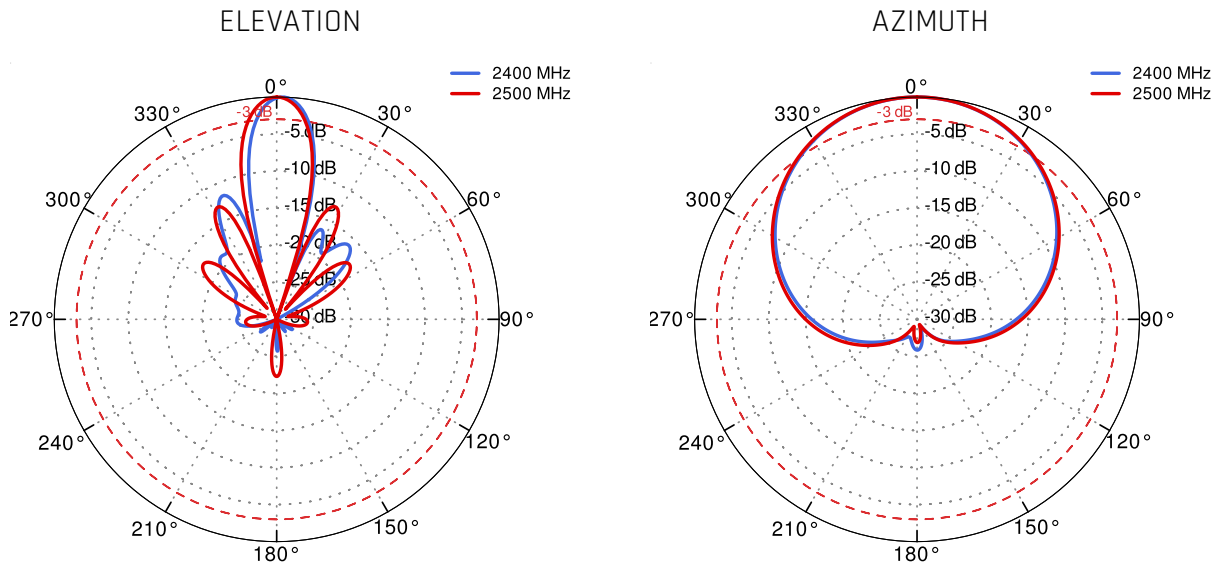 ELEVATION
2400 MHz
2500 MHz
0°
-3 dB
330°
30°
-5 dB
-10 dB
300°
60°
-15 dB
-20 dB
-25 dB
-30 dB
270°
90°
240°
120°
210°
150°
180°
AZIMUTH
2400 MHz
2500 MHz
0°
-3 dB
330°
30°
-5 dB
-10 dB
300°
60°
-15 dB
-20 dB
-25 dB
-30 dB
270°
90°
240°
120°
210°
150°
180°